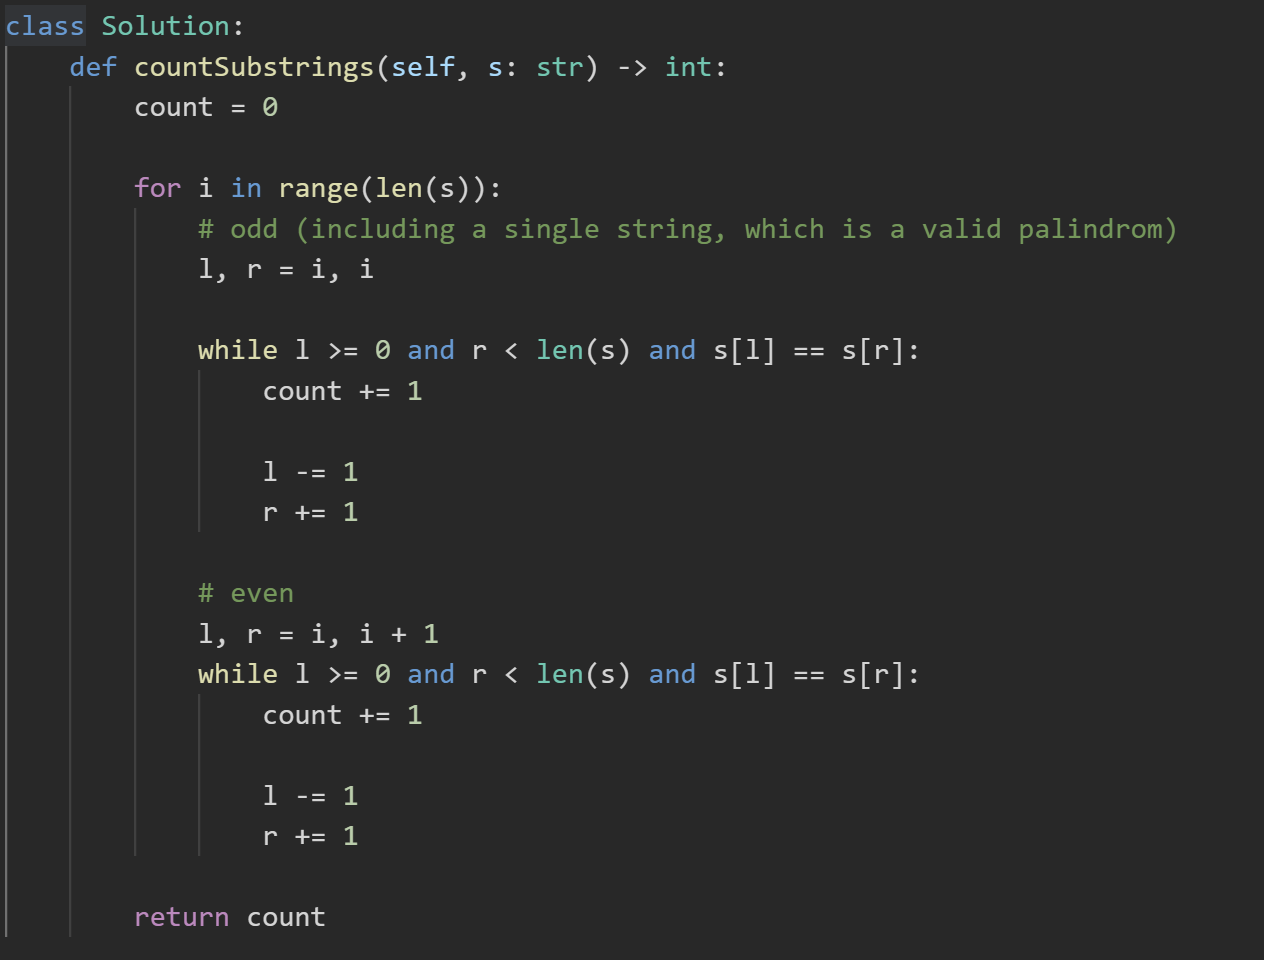 class Solution:
    def countSubstrings(self, s: str) -> int:
        count = 0

        for i in range(len(s)):
            # odd (including a single string, which is a valid palindrom)
            l, r = i, i

            while l >= 0 and r < len(s) and s[l] == s[r]:
                count += 1

                l -= 1
                r += 1

            # even
            l, r = i, i + 1
            while l >= 0 and r < len(s) and s[l] == s[r]:
                count += 1

                l -= 1
                r += 1

        return count